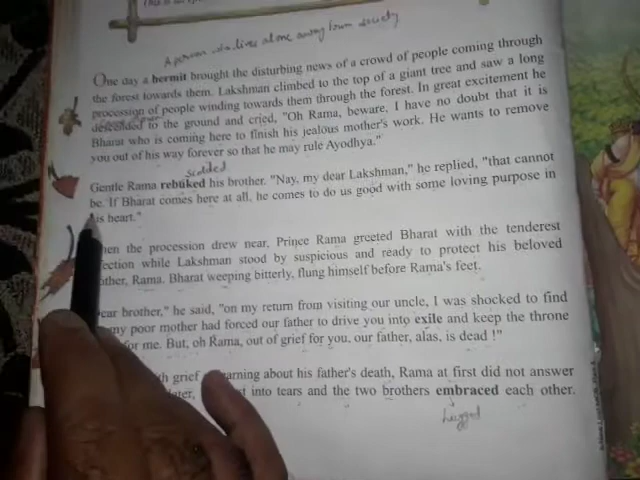 A person who lives alone away from society
One day a hermit brought the disturbing news of a crowd of people coming through
the forest towards them. Lakshman climbed to the top of a giant tree and saw a long
procession of people winding towards them through the forest. In great excitement he
descended to the ground and cried, "Oh Rama, beware. I have no doubt that it is
Bharat who is coming here to finish his jealous mother's work. He wants to remove
you out of his way forever so that he may rule Ayodhya."
scolded
Gentle Rama rebuked his brother. "Nay, my dear Lakshman," he replied, "that cannot
be. If Bharat comes here at all, he comes to do us good with some loving purpose in
is heart."
hen the procession drew near, Prince Rama greeted Bharat with the tenderest
ection while Lakshman stood by suspicious and ready to protect his beloved
other, Rama. Bharat weeping bitterly, flung himself before Rama's feet.
ear brother," he said, "on my return from visiting our uncle, I was shocked to find
my poor mother had forced our father to drive you into exile and keep the throne
for me. But, oh Rama, out of grief for you, our father, alas, is dead !"
th grief arning about his father's death, Rama at first did not answer
ater, t into tears and the two brothers embraced each other.
hugged